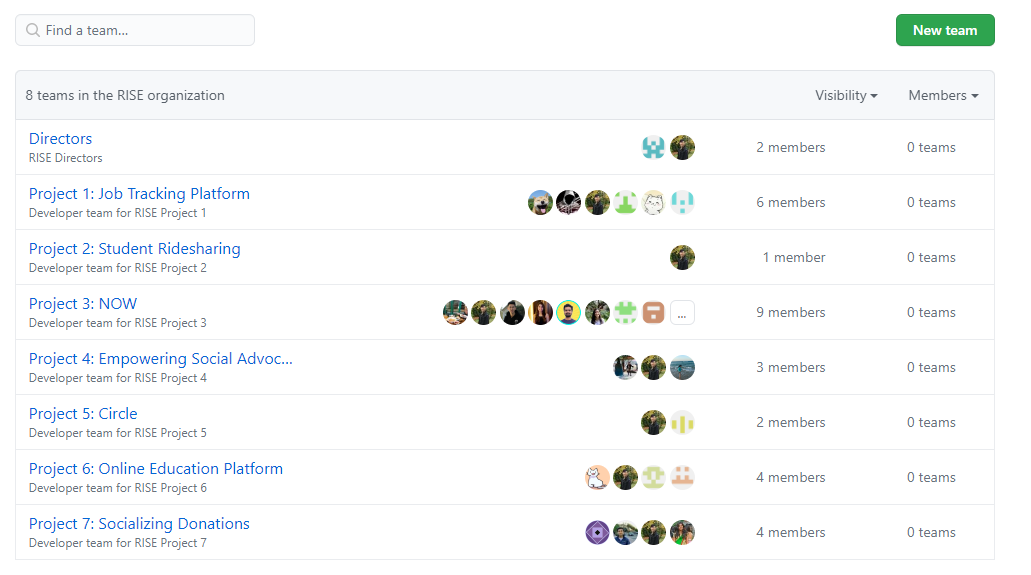 Find a team...
New team
8 teams in the RISE organization
Visibility Members
Directors
RISE Directors
2 members 0 teams
Project 1: Job Tracking Platform
Developer team for RISE Project 1
6 members 0 teams
Project 2: Student Ridesharing
Developer team for RISE Project 2
1 member 0 teams
Project 3: NOW
Developer team for RISE Project 3
... 9 members 0 teams
Project 4: Empowering Social Advoc...
Developer team for RISE Project 4
3 members 0 teams
Project 5: Circle
Developer team for RISE Project 5
2 members 0 teams
Project 6: Online Education Platform
Developer team for RISE Project 6
4 members 0 teams
Project 7: Socializing Donations
Developer team for RISE Project 7
4 members 0 teams